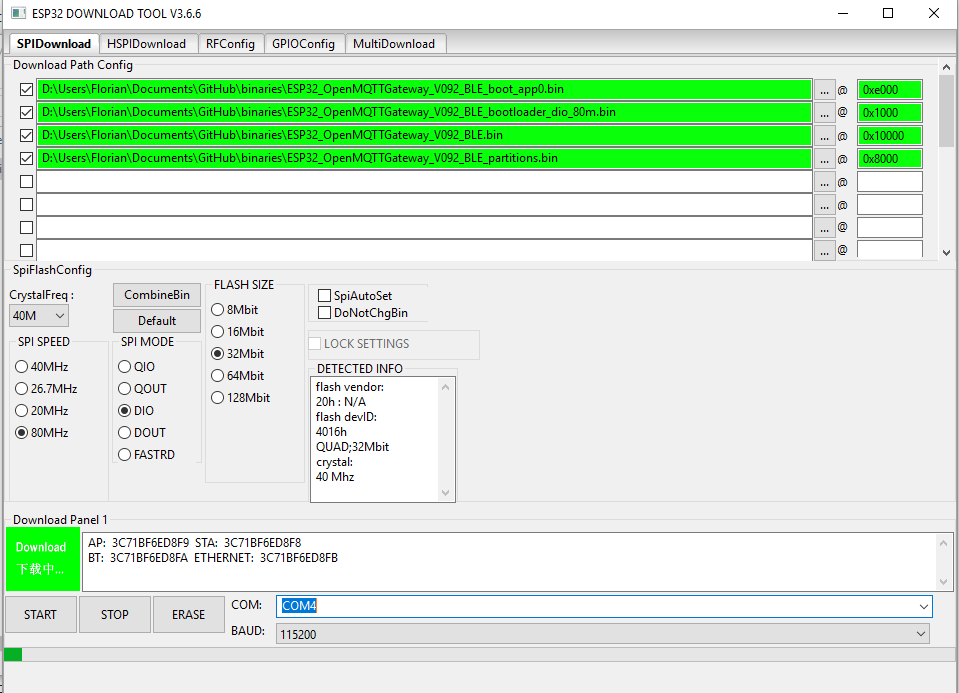 ESP32 DOWNLOAD TOOL V3.6.6
SPIDownload HSPIDownload RFConfig GPIOConfig MultiDownload
Download Path Config
D:\Users\Florian\Documents\GitHub\binaries\ESP32_OpenMQTTGateway_V092_BLE_boot_app0.bin ... @ 0xe000
D:\Users\Florian\Documents\GitHub\binaries\ESP32_OpenMQTTGateway_V092_BLE_bootloader_dio_80m.bin ... @ 0x1000
D:\Users\Florian\Documents\GitHub\binaries\ESP32_OpenMQTTGateway_V092_BLE.bin ... @ 0x10000
D:\Users\Florian\Documents\GitHub\binaries\ESP32_OpenMQTTGateway_V092_BLE_partitions.bin ... @ 0x8000
... @
... @
... @
... @
SpiFlashConfig
CrystalFreq :
40M
CombineBin
Default
SPI SPEED
40MHz
26.7MHz
20MHz
80MHz
SPI MODE
QIO
QOUT
DIO
DOUT
FASTRD
FLASH SIZE
8Mbit
16Mbit
32Mbit
64Mbit
128Mbit
SpiAutoSet
DoNotChgBin
LOCK SETTINGS
DETECTED INFO
flash vendor:
20h : N/A
flash devID:
4016h
QUAD;32Mbit
crystal:
40 Mhz
Download Panel 1
Download
下载中...
AP: 3C71BF6ED8F9 STA: 3C71BF6ED8F8
BT: 3C71BF6ED8FA ETHERNET: 3C71BF6ED8FB
START STOP ERASE
COM: COM4
BAUD: 115200